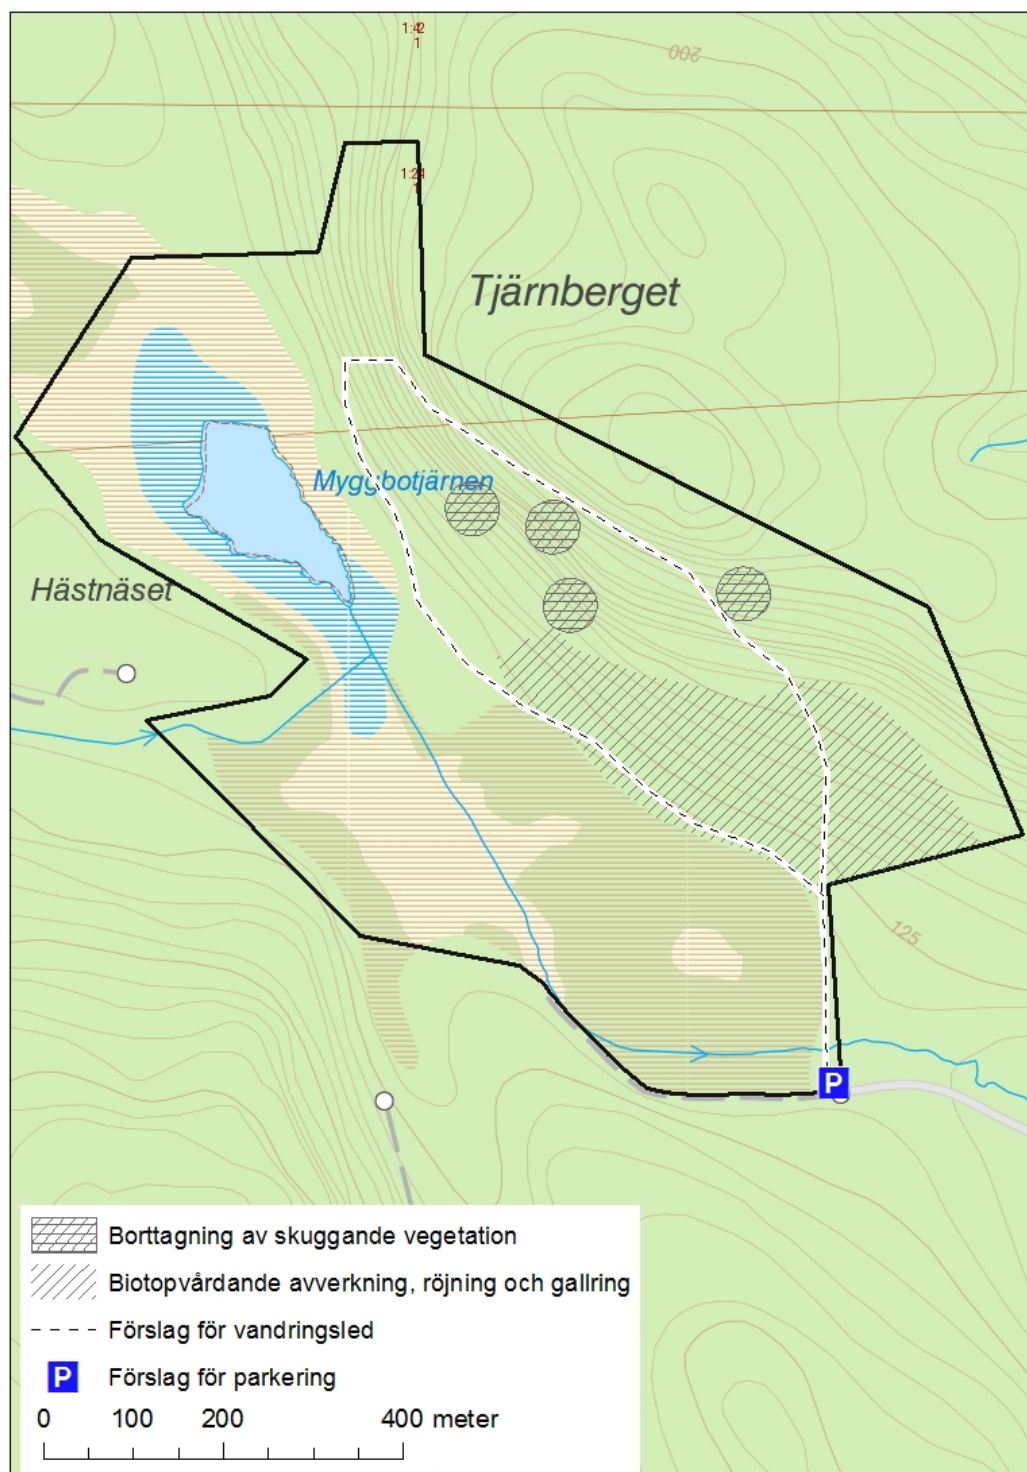 1:42
1
200
1:24
1
Tjärnberget
Myggbotjärnen
Hästnäset
125
P
Borttagning av skuggande vegetation
Biotopvårdande avverkning, röjning och gallring
Förslag för vandringsled
P Förslag för parkering
0 100 200 400 meter